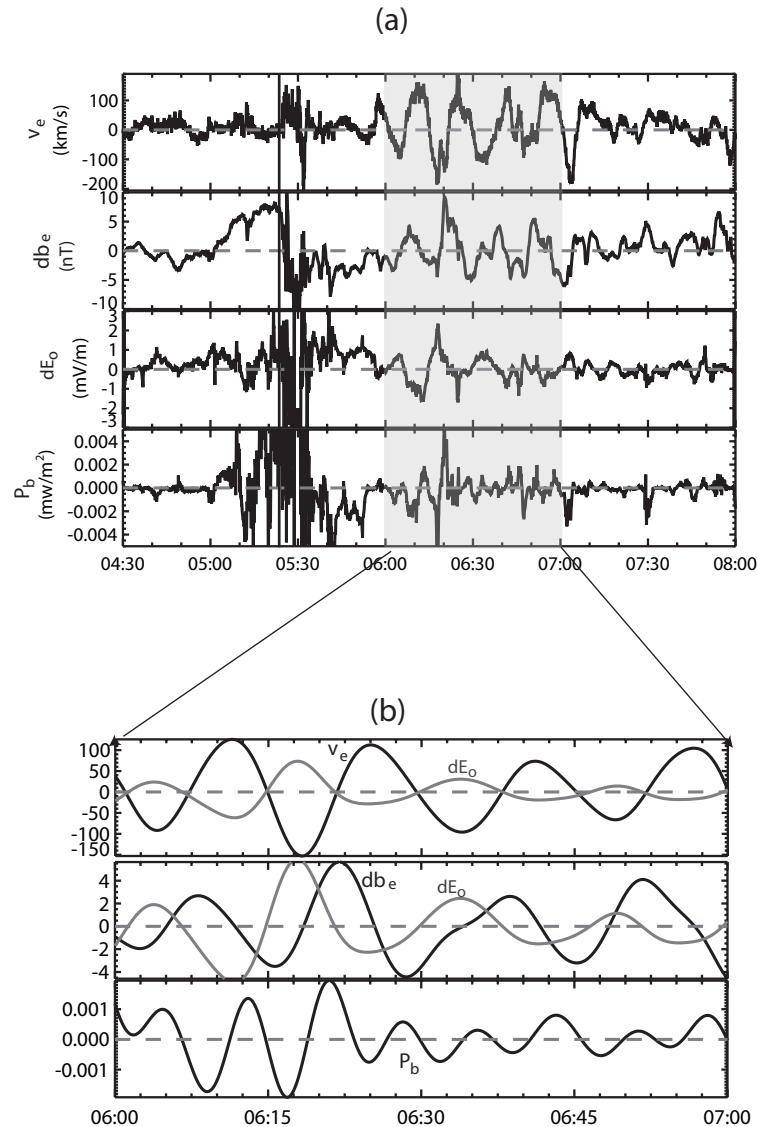 (a)
100
0
-100
-200
v e
(km/s)
10
5
0
-5
-10
db e
(nT)
3
2
1
0
-1
-2
-3
dE o
(mV/m)
0.004
0.002
0.000
-0.002
-0.004
P b
(mw/m²)
04:30 05:00 05:30 06:00 06:30 07:00 07:30 08:00
(b)
100
50
0
-50
-100
-150
v e
dE o
4
2
0
-2
-4
db e
dE o
0.001
0.000
-0.001
P b
06:00 06:15 06:30 06:45 07:00